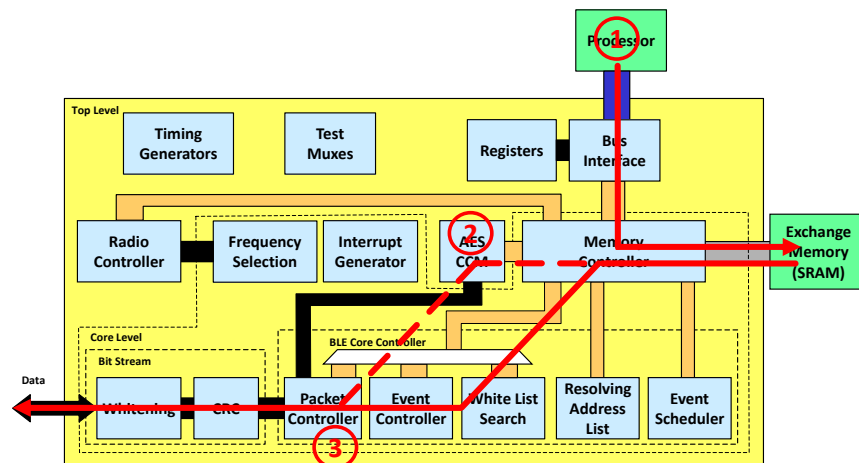 1
Processor
Top Level
Timing
Generators
Test
Muxes
Registers
Bus
Interface
Radio
Controller
Frequency
Selection
Interrupt
Generator
2
AES
CCM
Memory
Controller
Exchange
Memory
(SRAM)
Core Level
BLE Core Controller
Bit Stream
Data
Whitening
CRC
Packet
Controller
Event
Controller
White List
Search
Resolving
Address
List
Event
Scheduler
3